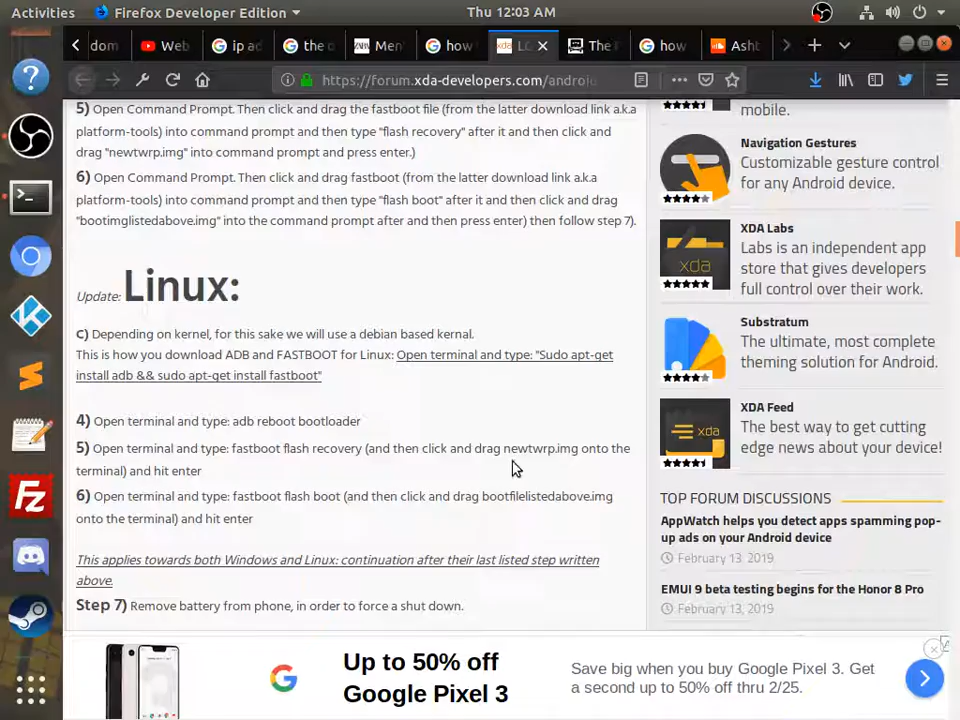 Activities Firefox Developer Edition Thu 12:03 AM
dom Web ip ad the o Men how how Asht
https://forum.xda-developers.com/androi
5) Open Command Prompt. Then click and drag the fastboot file (from the latter download link a.k.a
platform-tools) into command prompt and then type "flash recovery" after it and then click and
drag "newtwrp.img" into command prompt and press enter.)
6) Open Command Prompt. Then click and drag fastboot (from the latter download link a.k.a
platform-tools) into command prompt and then type "flash boot" after it and then click and drag
"bootimglistedabove.img" into the command prompt after and then press enter) then follow step 7).
Update: Linux:
C) Depending on kernel, for this sake we will use a debian based kernal.
This is how you download ADB and FASTBOOT for Linux: Open terminal and type: "Sudo apt-get
install adb && sudo apt-get install fastboot"
4) Open terminal and type: adb reboot bootloader
5) Open terminal and type: fastboot flash recovery (and then click and drag newtwrp.img onto the
terminal) and hit enter
6) Open terminal and type: fastboot flash boot (and then click and drag bootfilelistedabove.img
onto the terminal) and hit enter
This applies towards both Windows and Linux: continuation after their last listed step written
above.
Step 7) Remove battery from phone, in order to force a shut down.
mobile.
Navigation Gestures
Customizable gesture control
for any Android device.
xda
XDA Labs
Labs is an independent app
store that gives developers
full control over their work.
Substratum
The ultimate, most complete
theming solution for Android.
xda
XDA Feed
The best way to get cutting
edge news about your device!
TOP FORUM DISCUSSIONS
AppWatch helps you detect apps spamming pop-
up ads on your Android device
February 13, 2019
EMUI 9 beta testing begins for the Honor 8 Pro
February 13, 2019
Up to 50% off
Google Pixel 3
Save big when you buy Google Pixel 3. Get
a second up to 50% off thru 2/25.